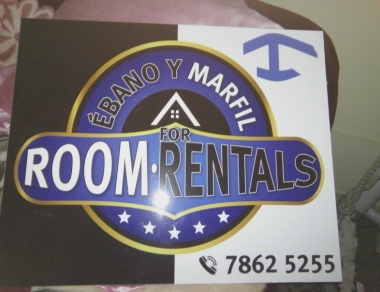 ÉBANO Y MARFIL
FOR
ROOM·RENTALS
7862 5255